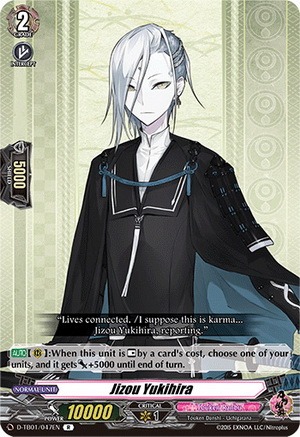 2
INTERCEPT
5000
SHIELD
"Lives connected. /I suppose this is karma...
Jizou Yukihira, reporting."
AUTO[ ]:When this unit is by a card's cost, choose one of your
units, and it gets +5000 until end of turn.
NORMAL UNIT
Jizou Yukihira
POWER 10000
CRITICAL
1
Touken Danshi - Uchigatana
D-TB01/047EN R
©2015 EXNOA LLC/Nitroplus